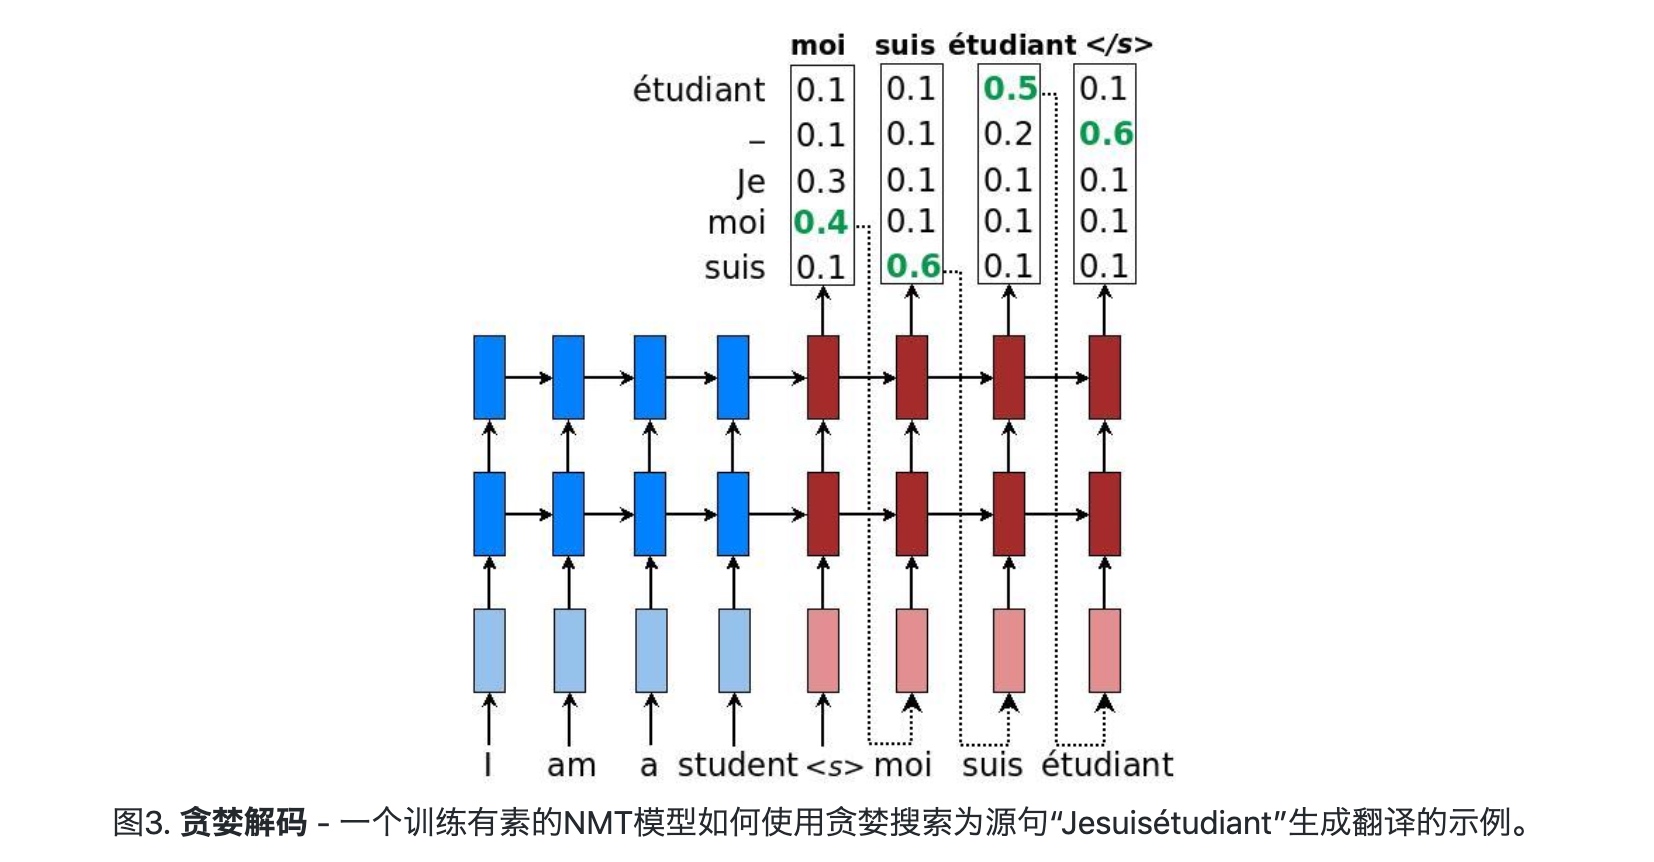 moi suis étudiant </s>
étudiant 0.1 0.1 0.5 0.1
– 0.1 0.1 0.2 0.6
Je 0.3 0.1 0.1 0.1
moi 0.4 0.1 0.1 0.1
suis 0.1 0.6 0.1 0.1
I am a student <s> moi suis étudiant
图3. 贪婪解码 - 一个训练有素的NMT模型如何使用贪婪搜索为源句“Jesuisétudiant”生成翻译的示例。